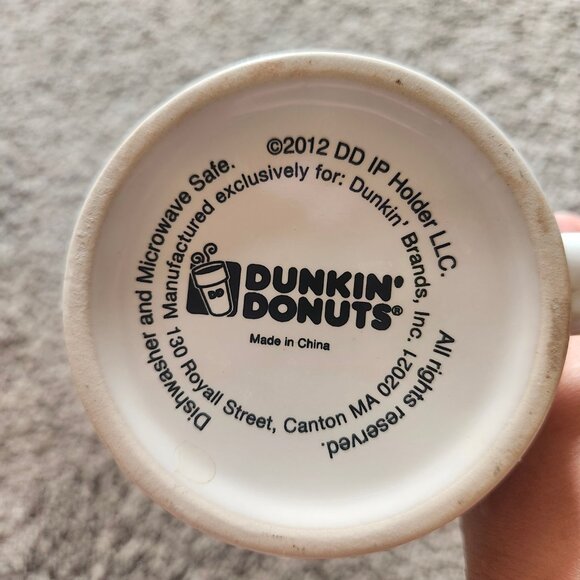 ©2012 DD IP Holder LLC.
All rights reserved.
Dishwasher and Microwave Safe.
Manufactured exclusively for: Dunkin' Brands, Inc.
130 Royall Street, Canton MA 02021
DD
DUNKIN'
DONUTS®
Made in China